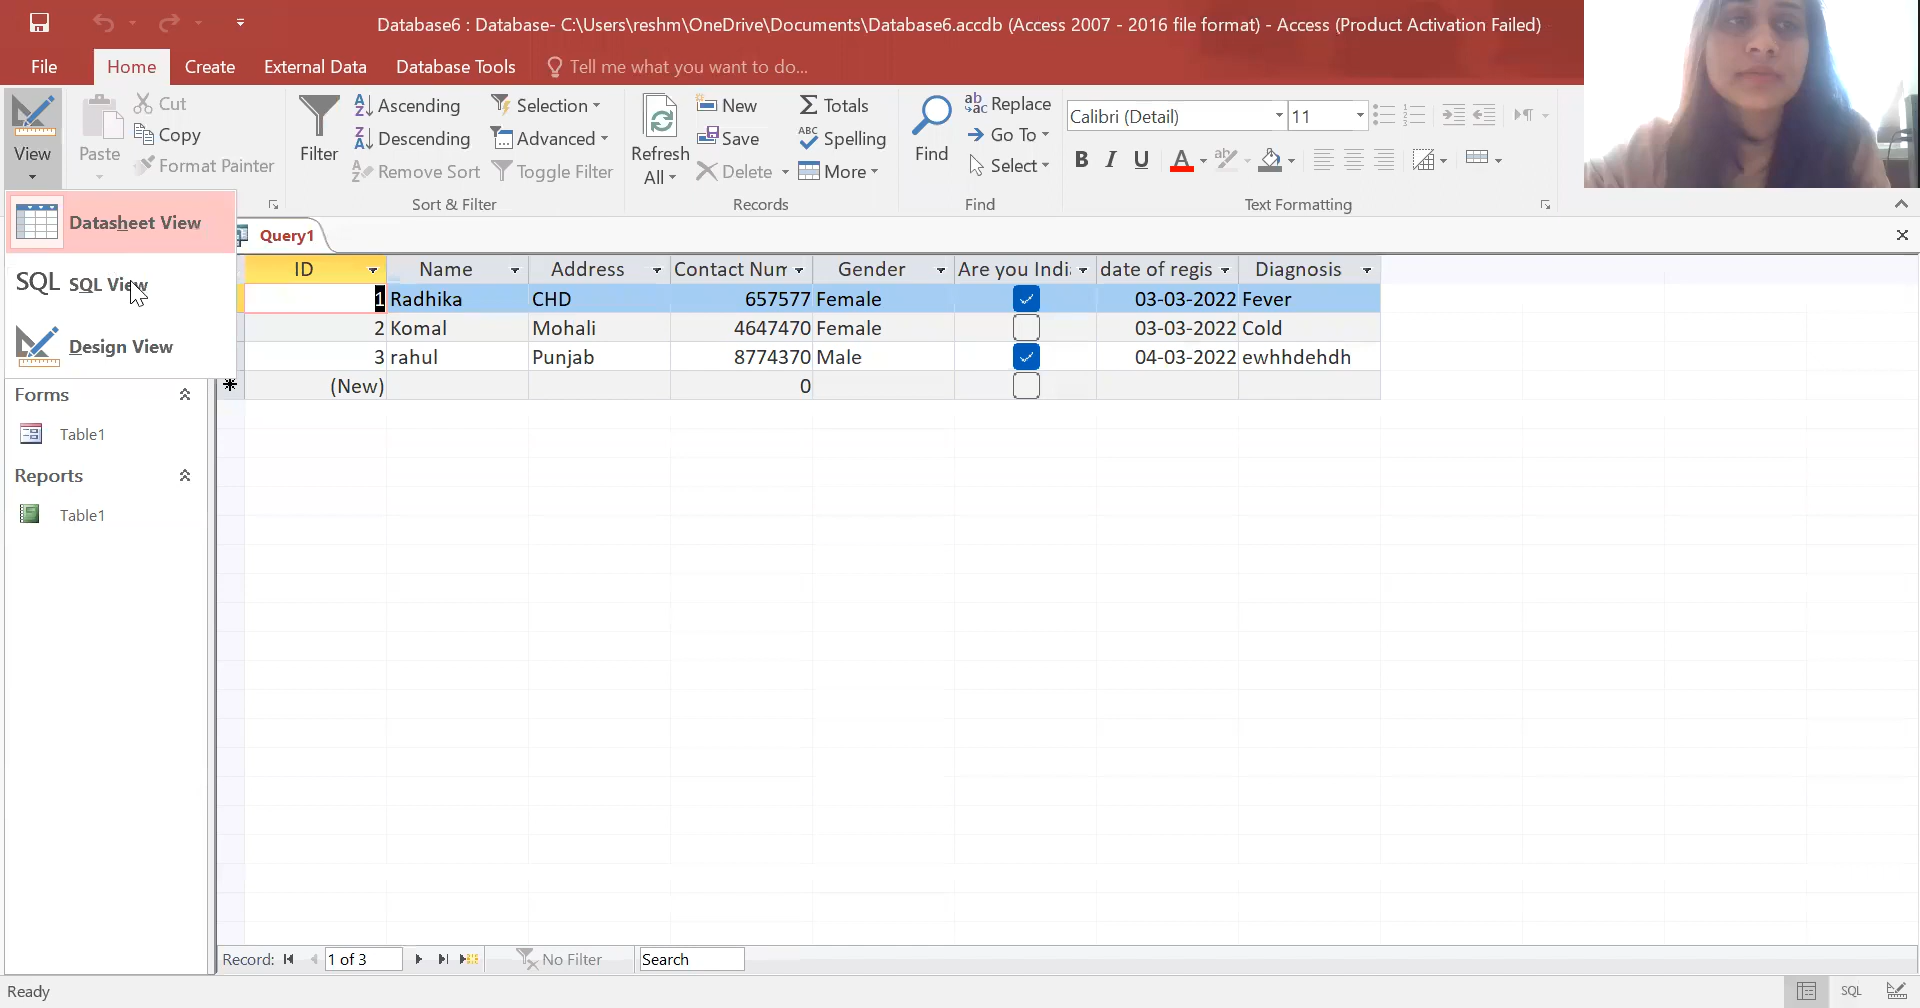 Database6 : Database- C:\Users\reshm\OneDrive\Documents\Database6.accdb (Access 2007 - 2016 file format) - Access (Product Activation Failed)
File Home Create External Data Database Tools Tell me what you want to do...
View
Paste
Cut
Copy
Format Painter
Filter
Ascending
Descending
Remove Sort
Selection
Advanced
Toggle Filter
Sort & Filter
Refresh
All
New
Save
Delete
Totals
Spelling
More
Records
Find
Replace
Go To
Select
Find
Calibri (Detail) 11
B I U A
Text Formatting
Datasheet View
SQL SQL View
Design View
Forms
Table1
Reports
Table1
Query1
ID Name Address Contact Num Gender Are you Indi date of regis Diagnosis
1 Radhika CHD 657577 Female 03-03-2022 Fever
2 Komal Mohali 4647470 Female 03-03-2022 Cold
3 rahul Punjab 8774370 Male 04-03-2022 ewhhdehdh
(New) 0
Record: 1 of 3 No Filter Search
Ready SQL